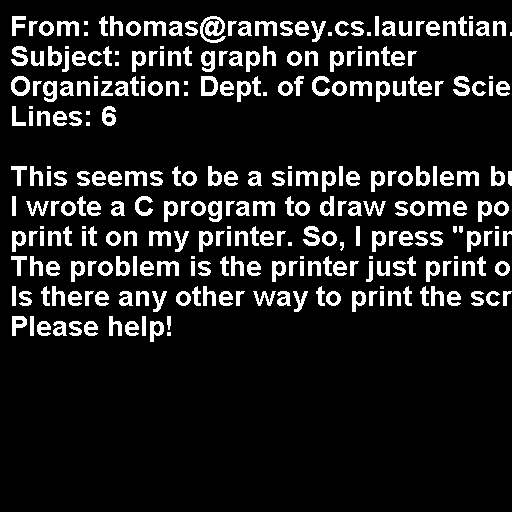 From: thomas@ramsey.cs.laurentian.
Subject: print graph on printer
Organization: Dept. of Computer Scie
Lines: 6

This seems to be a simple problem bu
I wrote a C program to draw some po
print it on my printer. So, I press "prin
The problem is the printer just print o
Is there any other way to print the scr
Please help!